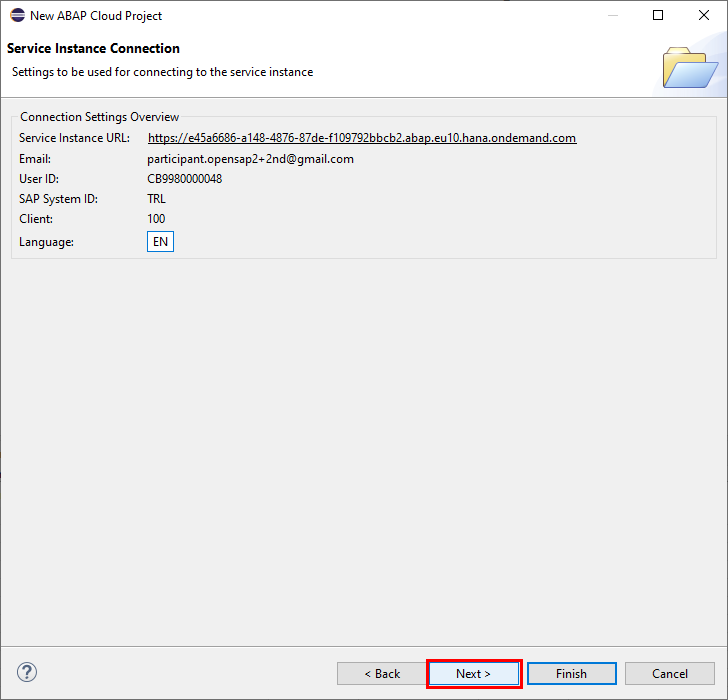 New ABAP Cloud Project
Service Instance Connection
Settings to be used for connecting to the service instance
Connection Settings Overview
Service Instance URL: https://e45a6686-a148-4876-87de-f109792bbcb2.abap.eu10.hana.ondemand.com
Email: participant.opensap2+2nd@gmail.com
User ID: CB9980000048
SAP System ID: TRL
Client: 100
Language: EN
? < Back Next > Finish Cancel